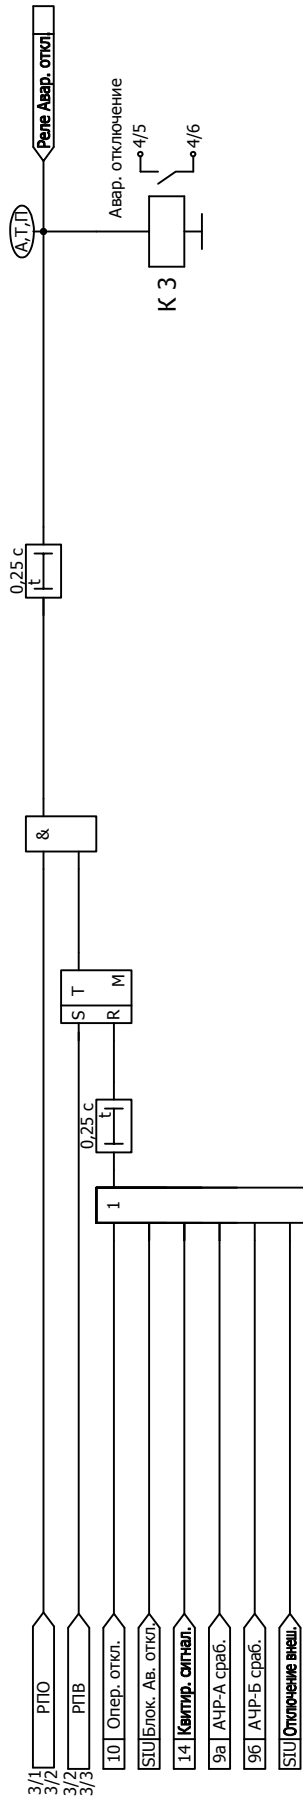 Реле Авар. откл.
А,Т,П
Авар. отключение
4/5
4/6
К 3
0,25 с
t
&
T
S
M
R
0,25 с
t
1
3/1
3/2
РПО
3/2
3/3
РПВ
10 Опер. откл.
SIU Блок. Ав. откл.
14 Квитир. сигнал.
9а АЧР-А сраб.
9б АЧР-Б сраб.
SIU Отключение внеш.